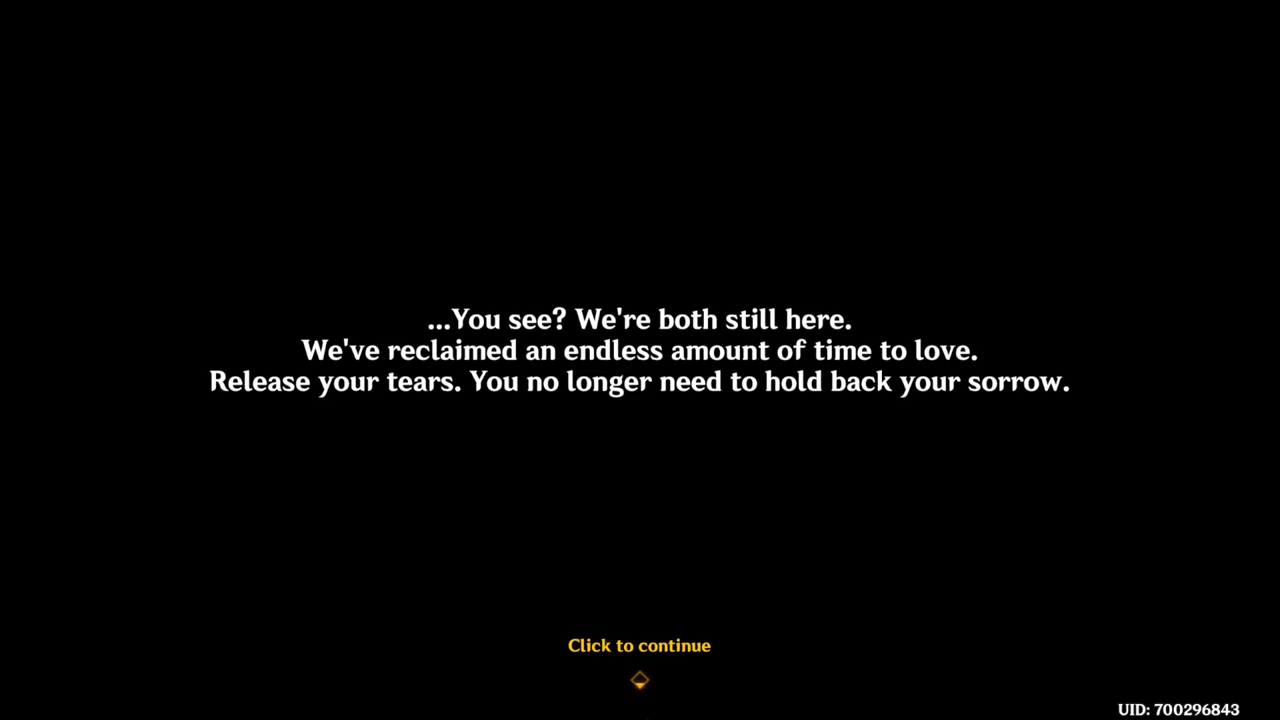 ...You see? We're both still here.
We've reclaimed an endless amount of time to love.
Release your tears. You no longer need to hold back your sorrow.
Click to continue
UID: 700296843